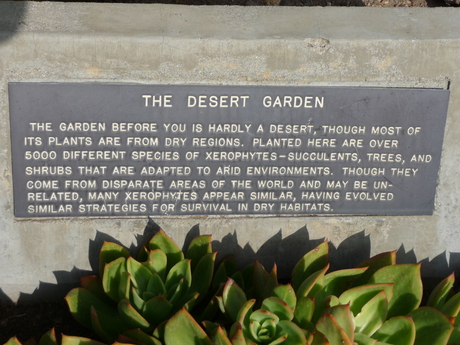 THE DESERT GARDEN
THE GARDEN BEFORE YOU IS HARDLY A DESERT, THOUGH MOST OF
ITS PLANTS ARE FROM DRY REGIONS. PLANTED HERE ARE OVER
5000 DIFFERENT SPECIES OF XEROPHYTES-SUCCULENTS, TREES, AND
SHRUBS THAT ARE ADAPTED TO ARID ENVIRONMENTS. THOUGH THEY
COME FROM DISPARATE AREAS OF THE WORLD AND MAY BE UN-
RELATED, MANY XEROPHYTES APPEAR SIMILAR, HAVING EVOLVED
SIMILAR STRATEGIES FOR SURVIVAL IN DRY HABITATS.